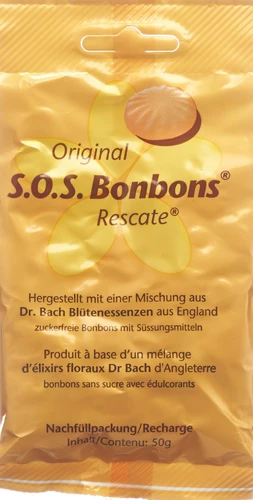 Original
S.O.S. Bonbons®
Rescate®
Hergestellt mit einer Mischung aus
Dr. Bach Blütenessenzen aus England
zuckerfreie Bonbons mit Süssungsmitteln
Produit à base d'un mélange
d'élixirs floraux Dr Bach d'Angleterre
bonbons sans sucre avec édulcorants
Nachfüllpackung/Recharge
Inhalt/Contenu: 50g